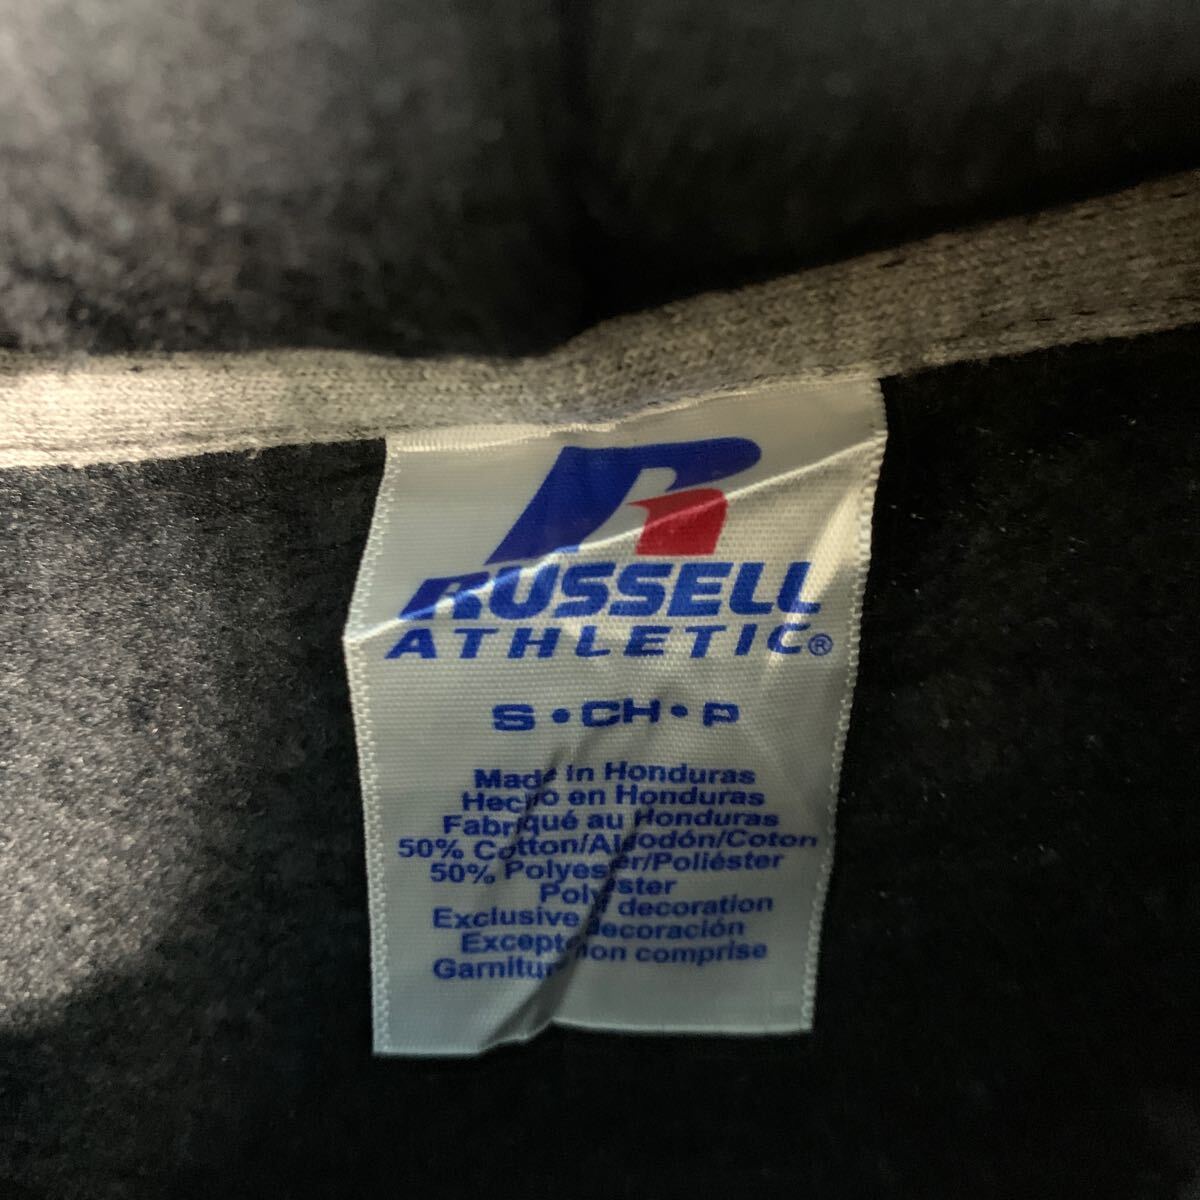 RUSSELL
ATHLETIC®
S • CH • P
Made in Honduras
Hecho en Honduras
Fabriqué au Honduras
50% Cotton/Algodón/Coton
50% Polyester/Poliéster
Polyester
Exclusive decoration
Excepto decoración
Garniture non comprise